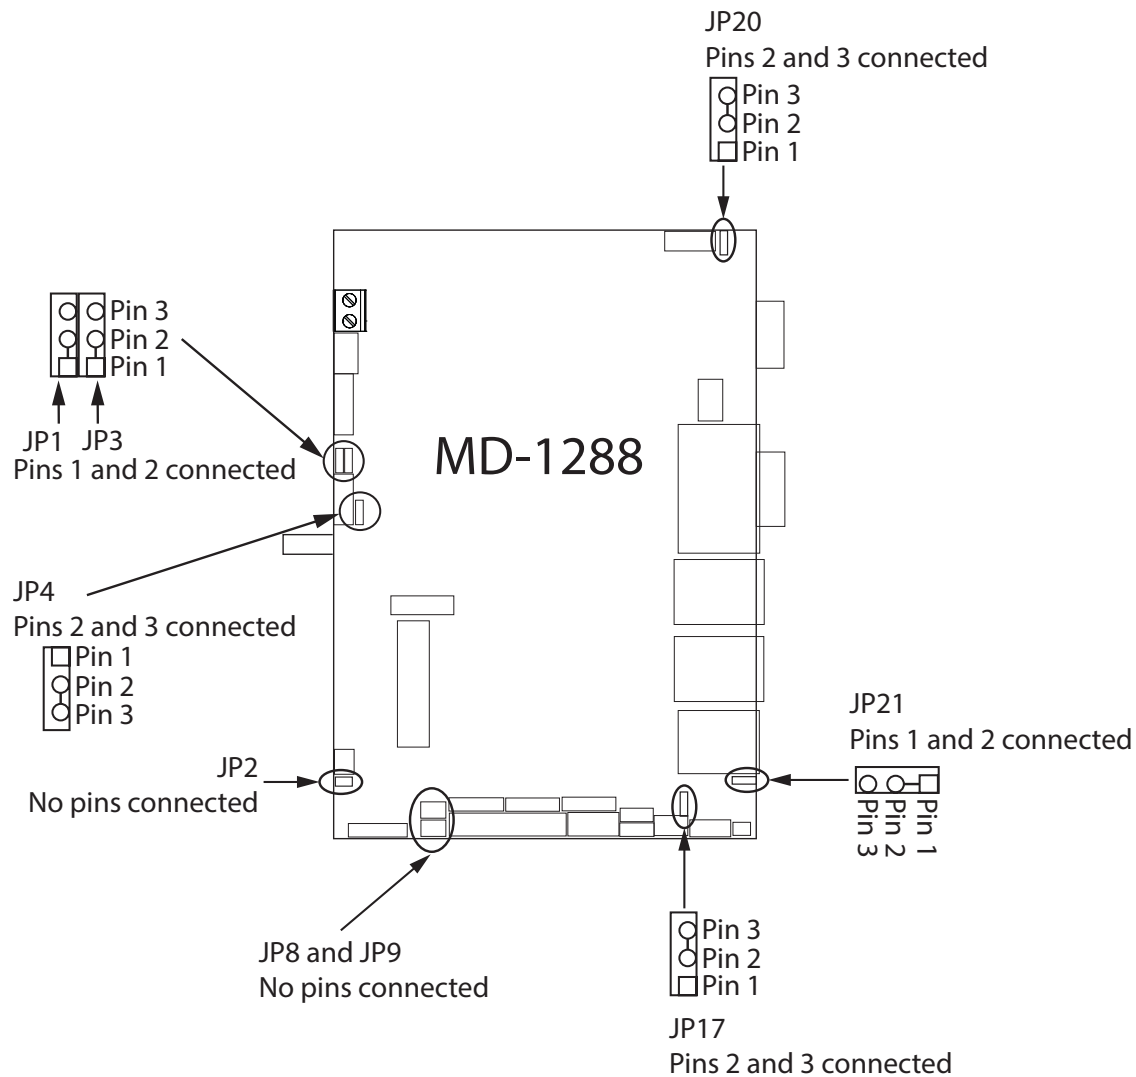 JP20
Pins 2 and 3 connected
Pin 3
Pin 2
Pin 1
Pin 3
Pin 2
Pin 1
JP1 JP3
Pins 1 and 2 connected
MD-1288
JP4
Pins 2 and 3 connected
Pin 1
Pin 2
Pin 3
JP2
No pins connected
JP21
Pins 1 and 2 connected
Pin 3
Pin 2
Pin 1
JP8 and JP9
No pins connected
Pin 3
Pin 2
Pin 1
JP17
Pins 2 and 3 connected